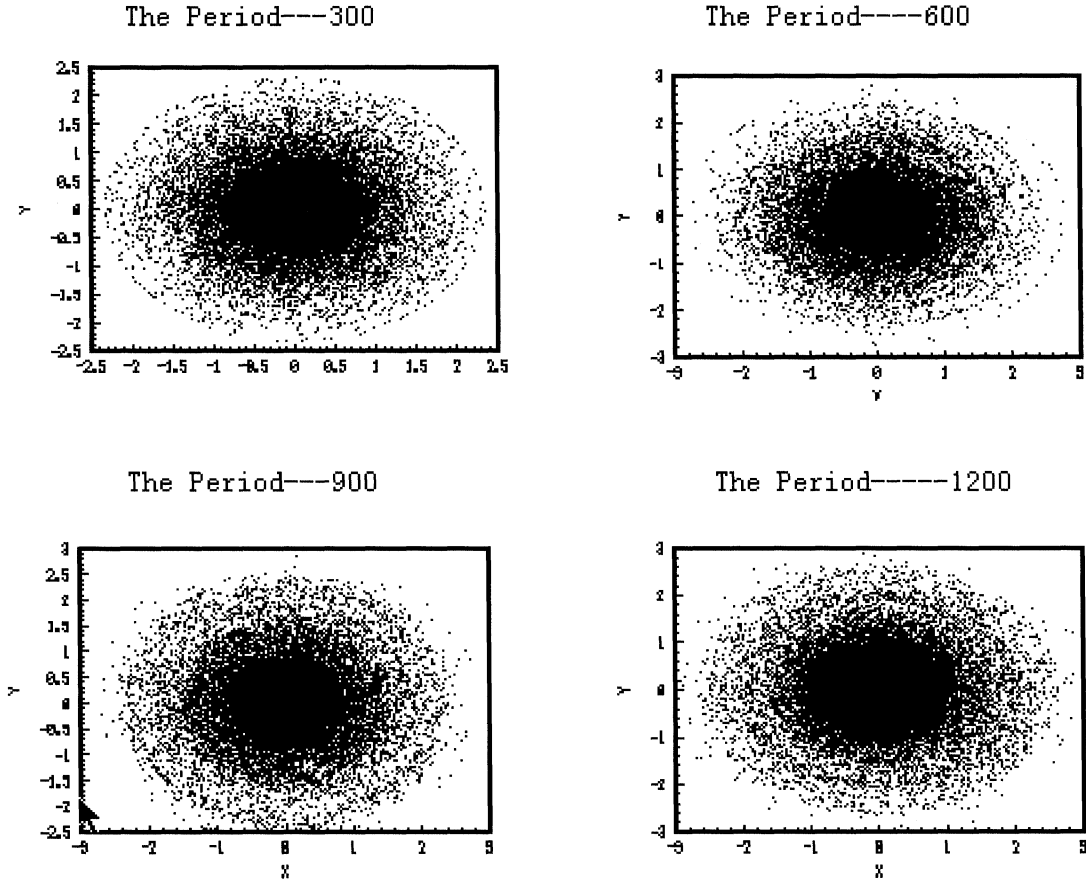 The Period---300
The Period----600
2.5
2
1.5
1
0.5
0
-0.5
-1
-1.5
-2
-2.5
Y
-2.5 -2 -1.5 -1 -0.5 0 0.5 1 1.5 2 2.5
3
2
1
0
-1
-2
-3
Y
-3 -2 -1 0 1 2 3
The Period---900
The Period-----1200
3
2.5
2
1.5
1
0.5
0
-0.5
-1
-1.5
-2
-2.5
Y
-3 -2 -1 0 1 2 3
X
3
2
1
0
-1
-2
-3
Y
-3 -2 -1 0 1 2 3
X